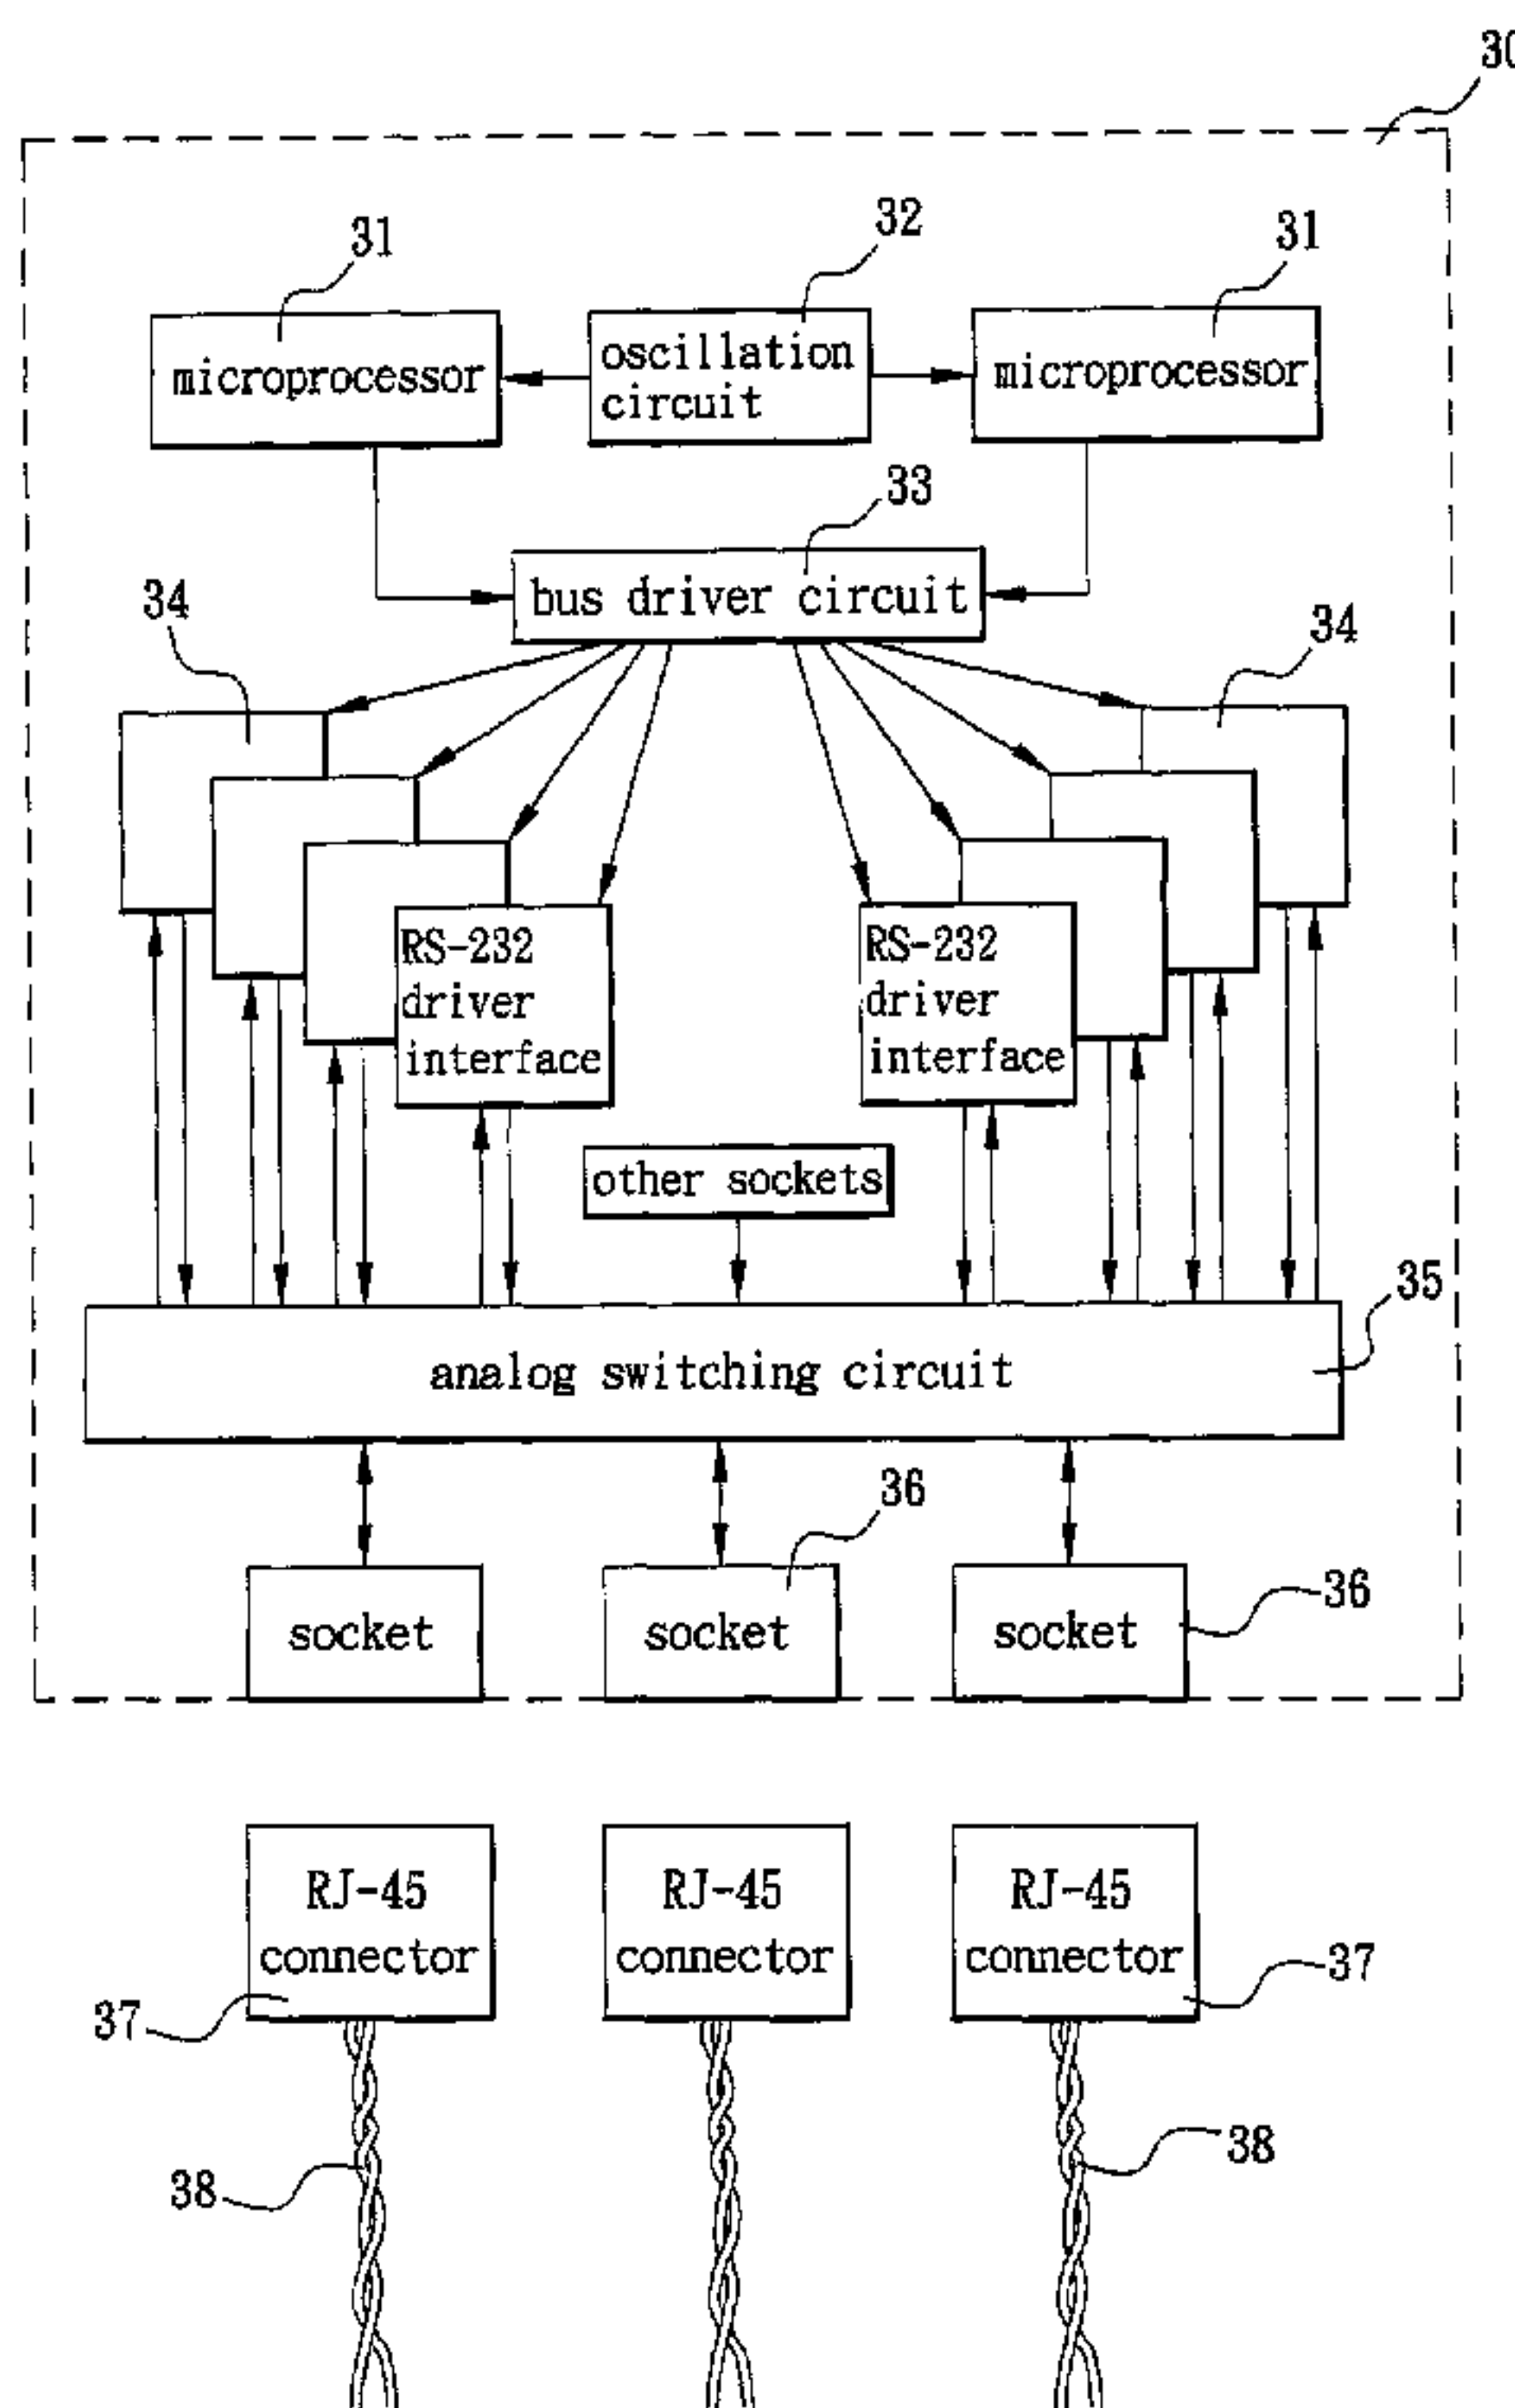 30
31
32
31
microprocessor
oscillation
circuit
microprocessor
33
bus driver circuit
34
34
RS-232
driver
interface
RS-232
driver
interface
other sockets
35
analog switching circuit
36
socket
socket
socket
36
RJ-45
connector
RJ-45
connector
RJ-45
connector
37
37
38
38